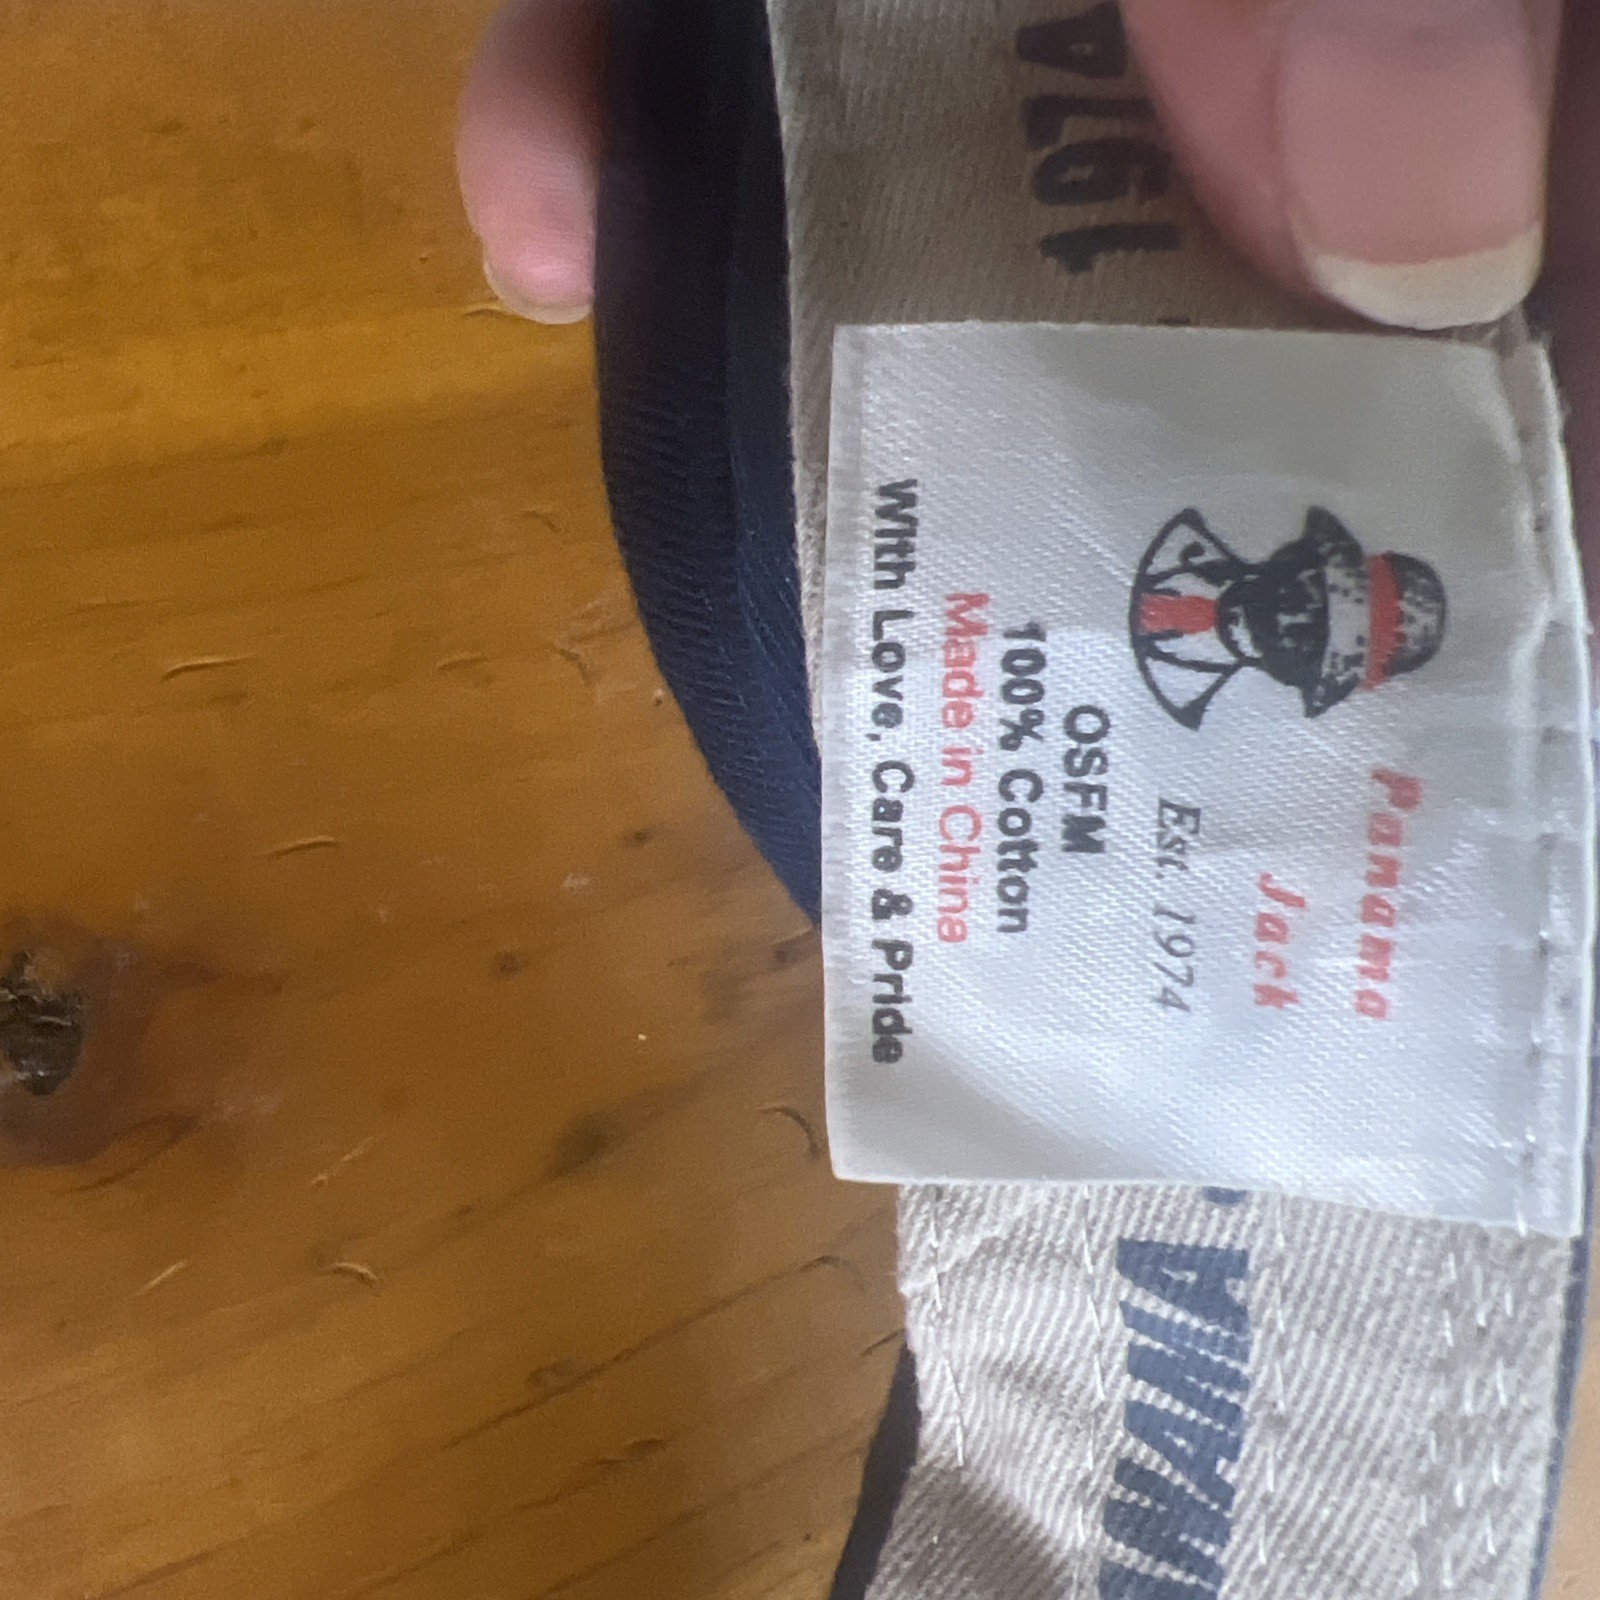 Panama
Jack
Est. 1974
OSFM
100% Cotton
Made in China
With Love, Care & Pride
1974